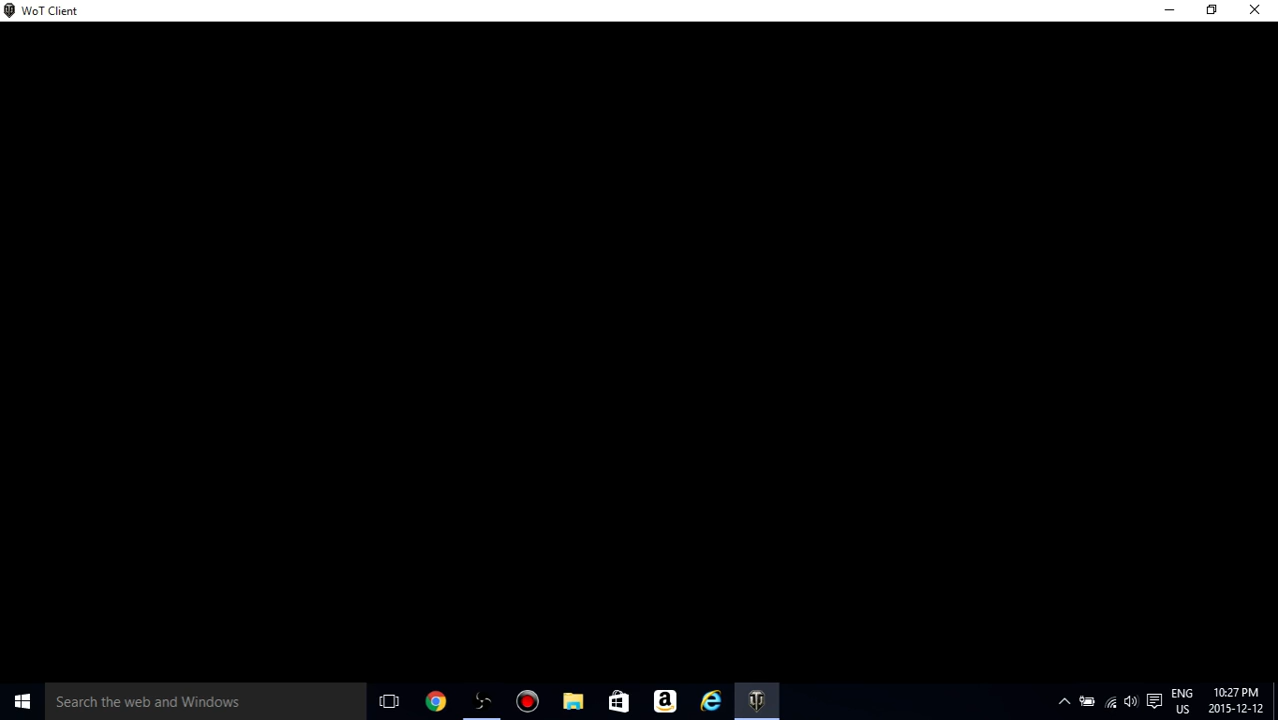 WoT Client
Search the web and Windows
ENG
US
10:27 PM
2015-12-12